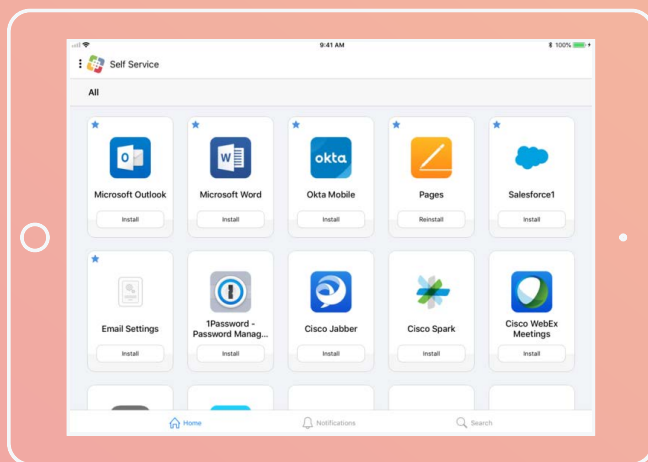 9:41 AM
100%
Self Service
All
o
W
okta
Microsoft Outlook
Microsoft Word
Okta Mobile
Pages
Salesforce1
Install
Install
Install
Reinstall
Install
Email Settings
1Password -
Password Manag...
Cisco Jabber
Cisco Spark
Cisco WebEx
Meetings
Install
Install
Install
Install
Install
Home
Notifications
Search